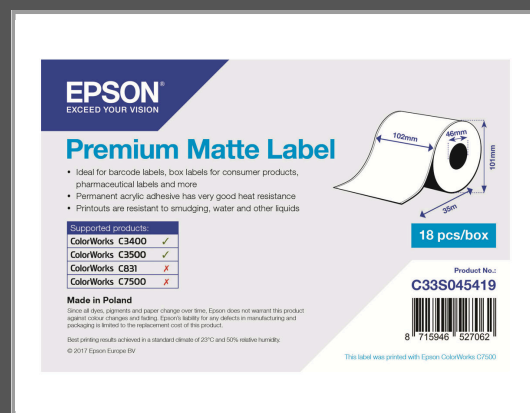 EPSON®
EXCEED YOUR VISION
Premium Matte Label
• Ideal for barcode labels, box labels for consumer products,
pharmaceutical labels and more
• Permanent acrylic adhesive has very good heat resistance
• Printouts are resistant to smudging, water and other liquids
102mm
46mm
101mm
35m
18 pcs/box
Supported products:
ColorWorks C3400 ✓
ColorWorks C3500 ✓
ColorWorks C831 ✗
ColorWorks C7500 ✗
Made in Poland
Since all dyes, pigments and paper change over time, Epson does not warrant this product
against colour changes and fading. Epson's liability for any defects in manufacturing and
packaging is limited to the replacement cost of this product.
Best printing results achieved in a standard climate of 23°C and 50% relative humidity.
© 2017 Epson Europe BV
Product No.:
C33S045419
8 715946 527062
This label was printed with Epson ColorWorks C7500